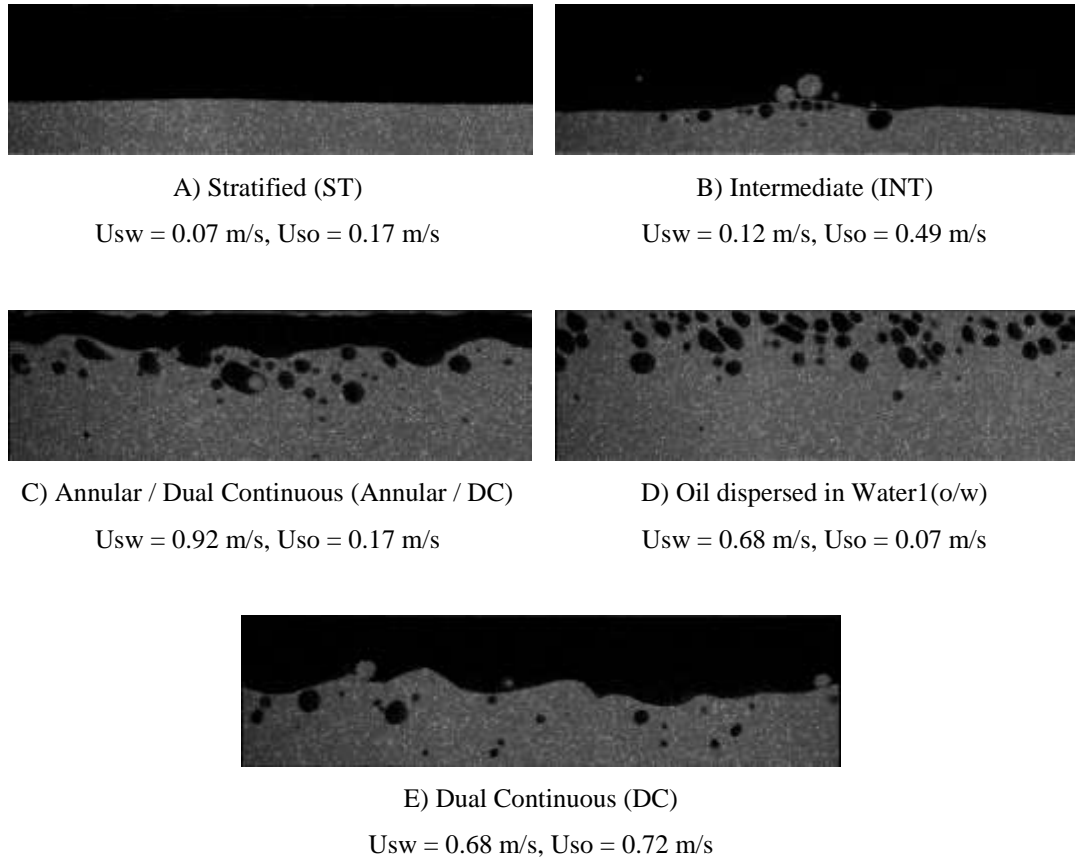 A) Stratified (ST)
Usw = 0.07 m/s, Uso = 0.17 m/s
B) Intermediate (INT)
Usw = 0.12 m/s, Uso = 0.49 m/s
C) Annular / Dual Continuous (Annular / DC)
Usw = 0.92 m/s, Uso = 0.17 m/s
D) Oil dispersed in Water1(o/w)
Usw = 0.68 m/s, Uso = 0.07 m/s
E) Dual Continuous (DC)
Usw = 0.68 m/s, Uso = 0.72 m/s